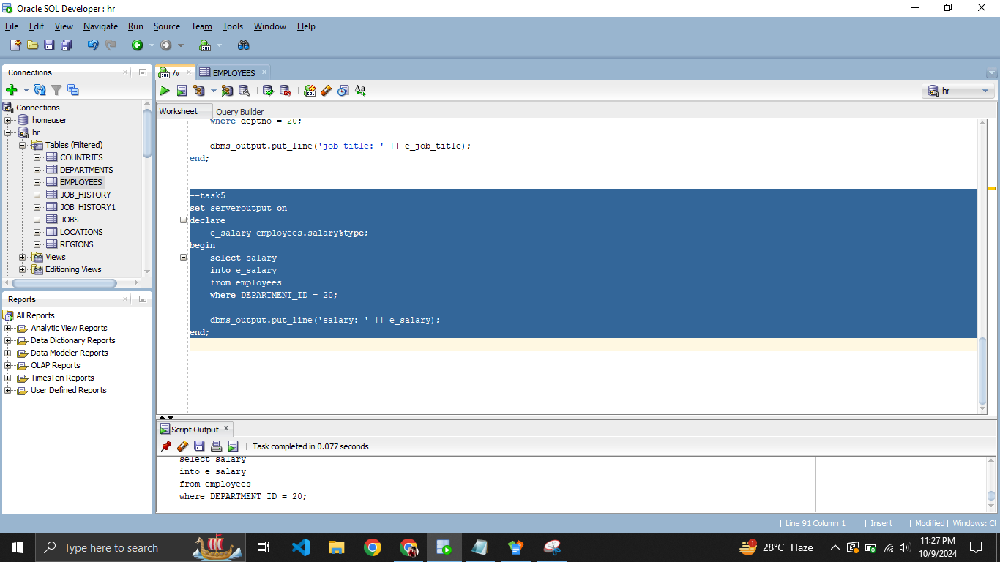 Oracle SQL Developer : hr
File Edit View Navigate Run Source Team Tools Window Help
Connections
Connections
homeuser
hr
Tables (Filtered)
COUNTRIES
DEPARTMENTS
EMPLOYEES
JOB_HISTORY
JOB_HISTORY1
JOBS
LOCATIONS
REGIONS
Views
Editioning Views
Reports
All Reports
Analytic View Reports
Data Dictionary Reports
Data Modeler Reports
OLAP Reports
TimesTen Reports
User Defined Reports
hr EMPLOYEES
hr
Worksheet Query Builder
where deptno = 20;
dbms_output.put_line('job title: ' || e_job_title);
end;
--task5
set serveroutput on
declare
e_salary employees.salary%type;
begin
select salary
into e_salary
from employees
where DEPARTMENT_ID = 20;
dbms_output.put_line('salary: ' || e_salary);
end;
Script Output
Task completed in 0.077 seconds
select salary
into e_salary
from employees
where DEPARTMENT_ID = 20;
Line 91 Column 1 | Insert | Modified | Windows: CF
Type here to search
1 28°C Haze
11:27 PM
10/9/2024